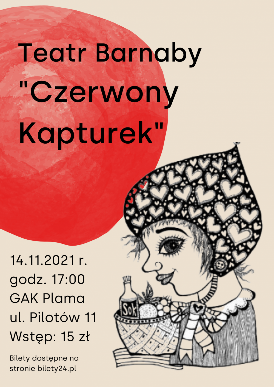 Teatr Barnaby
"Czerwony
Kapturek"
14.11.2021 r.
godz. 17:00
GAK Plama
ul. Pilotów 11
Wstęp: 15 zł
Bilety dostępne na
stronie bilety24.pl
Sok